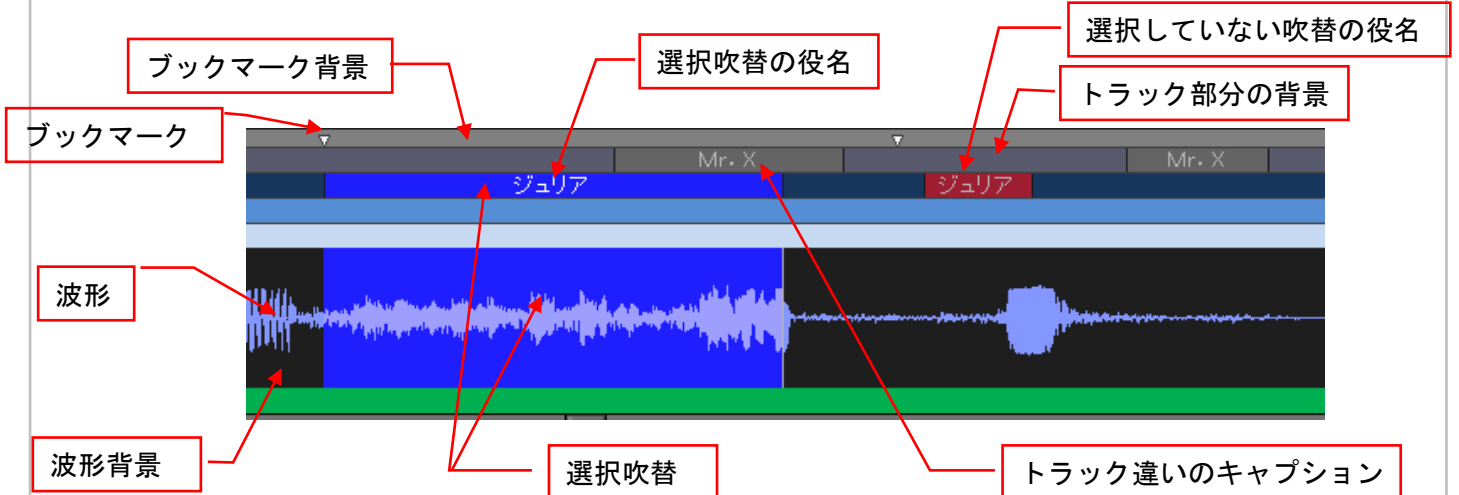 選択していない吹替の役名
ブックマーク背景
選択吹替の役名
トラック部分の背景
ブックマーク
Mr. X
Mr. X
ジュリア
ジュリア
波形
波形背景
選択吹替
トラック違いのキャプション